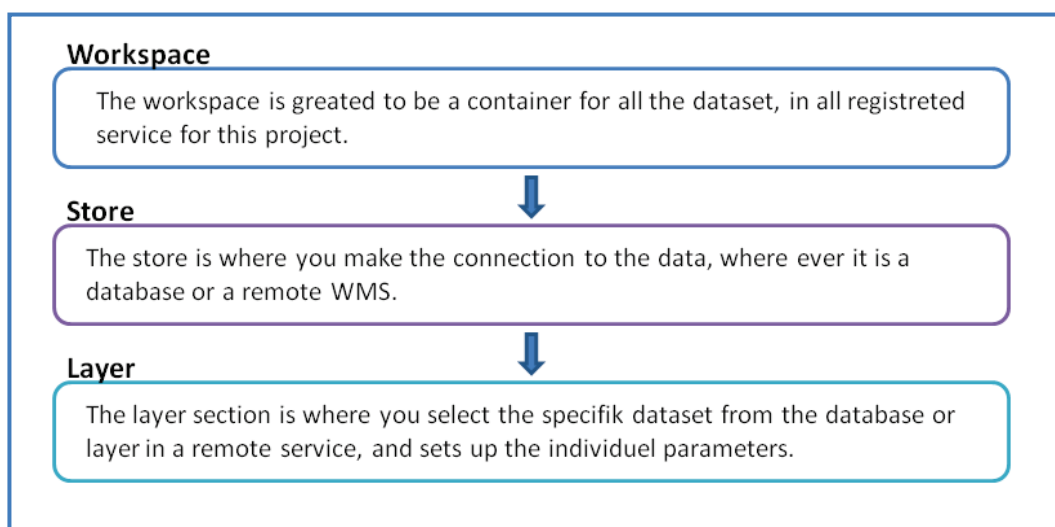 Workspace
The workspace is greated to be a container for all the dataset, in all registreted
service for this project.
Store
The store is where you make the connection to the data, where ever it is a
database or a remote WMS.
Layer
The layer section is where you select the specifik dataset from the database or
layer in a remote service, and sets up the individuel parameters.